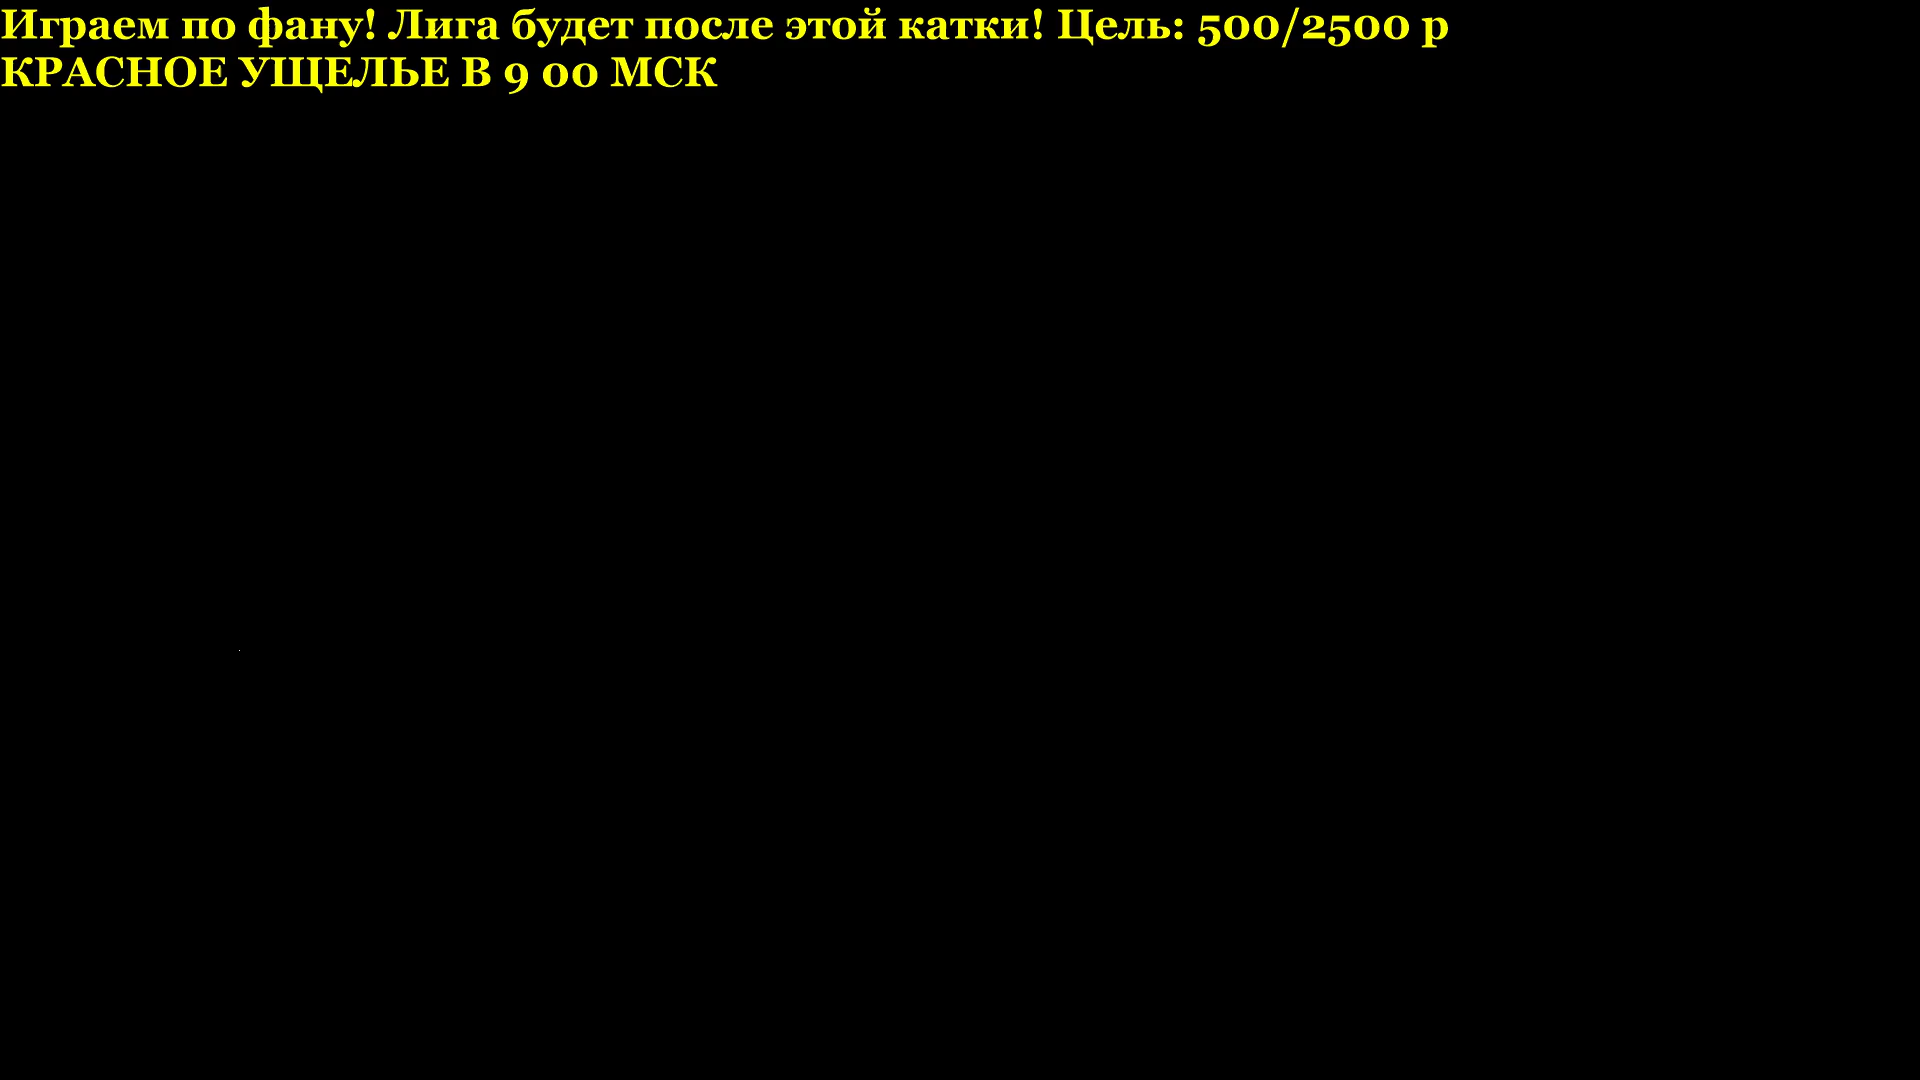 Играем по фану! Лига будет после этой катки! Цель: 500/2500 р
КРАСНОЕ УЩЕЛЬЕ В 9 00 МСК